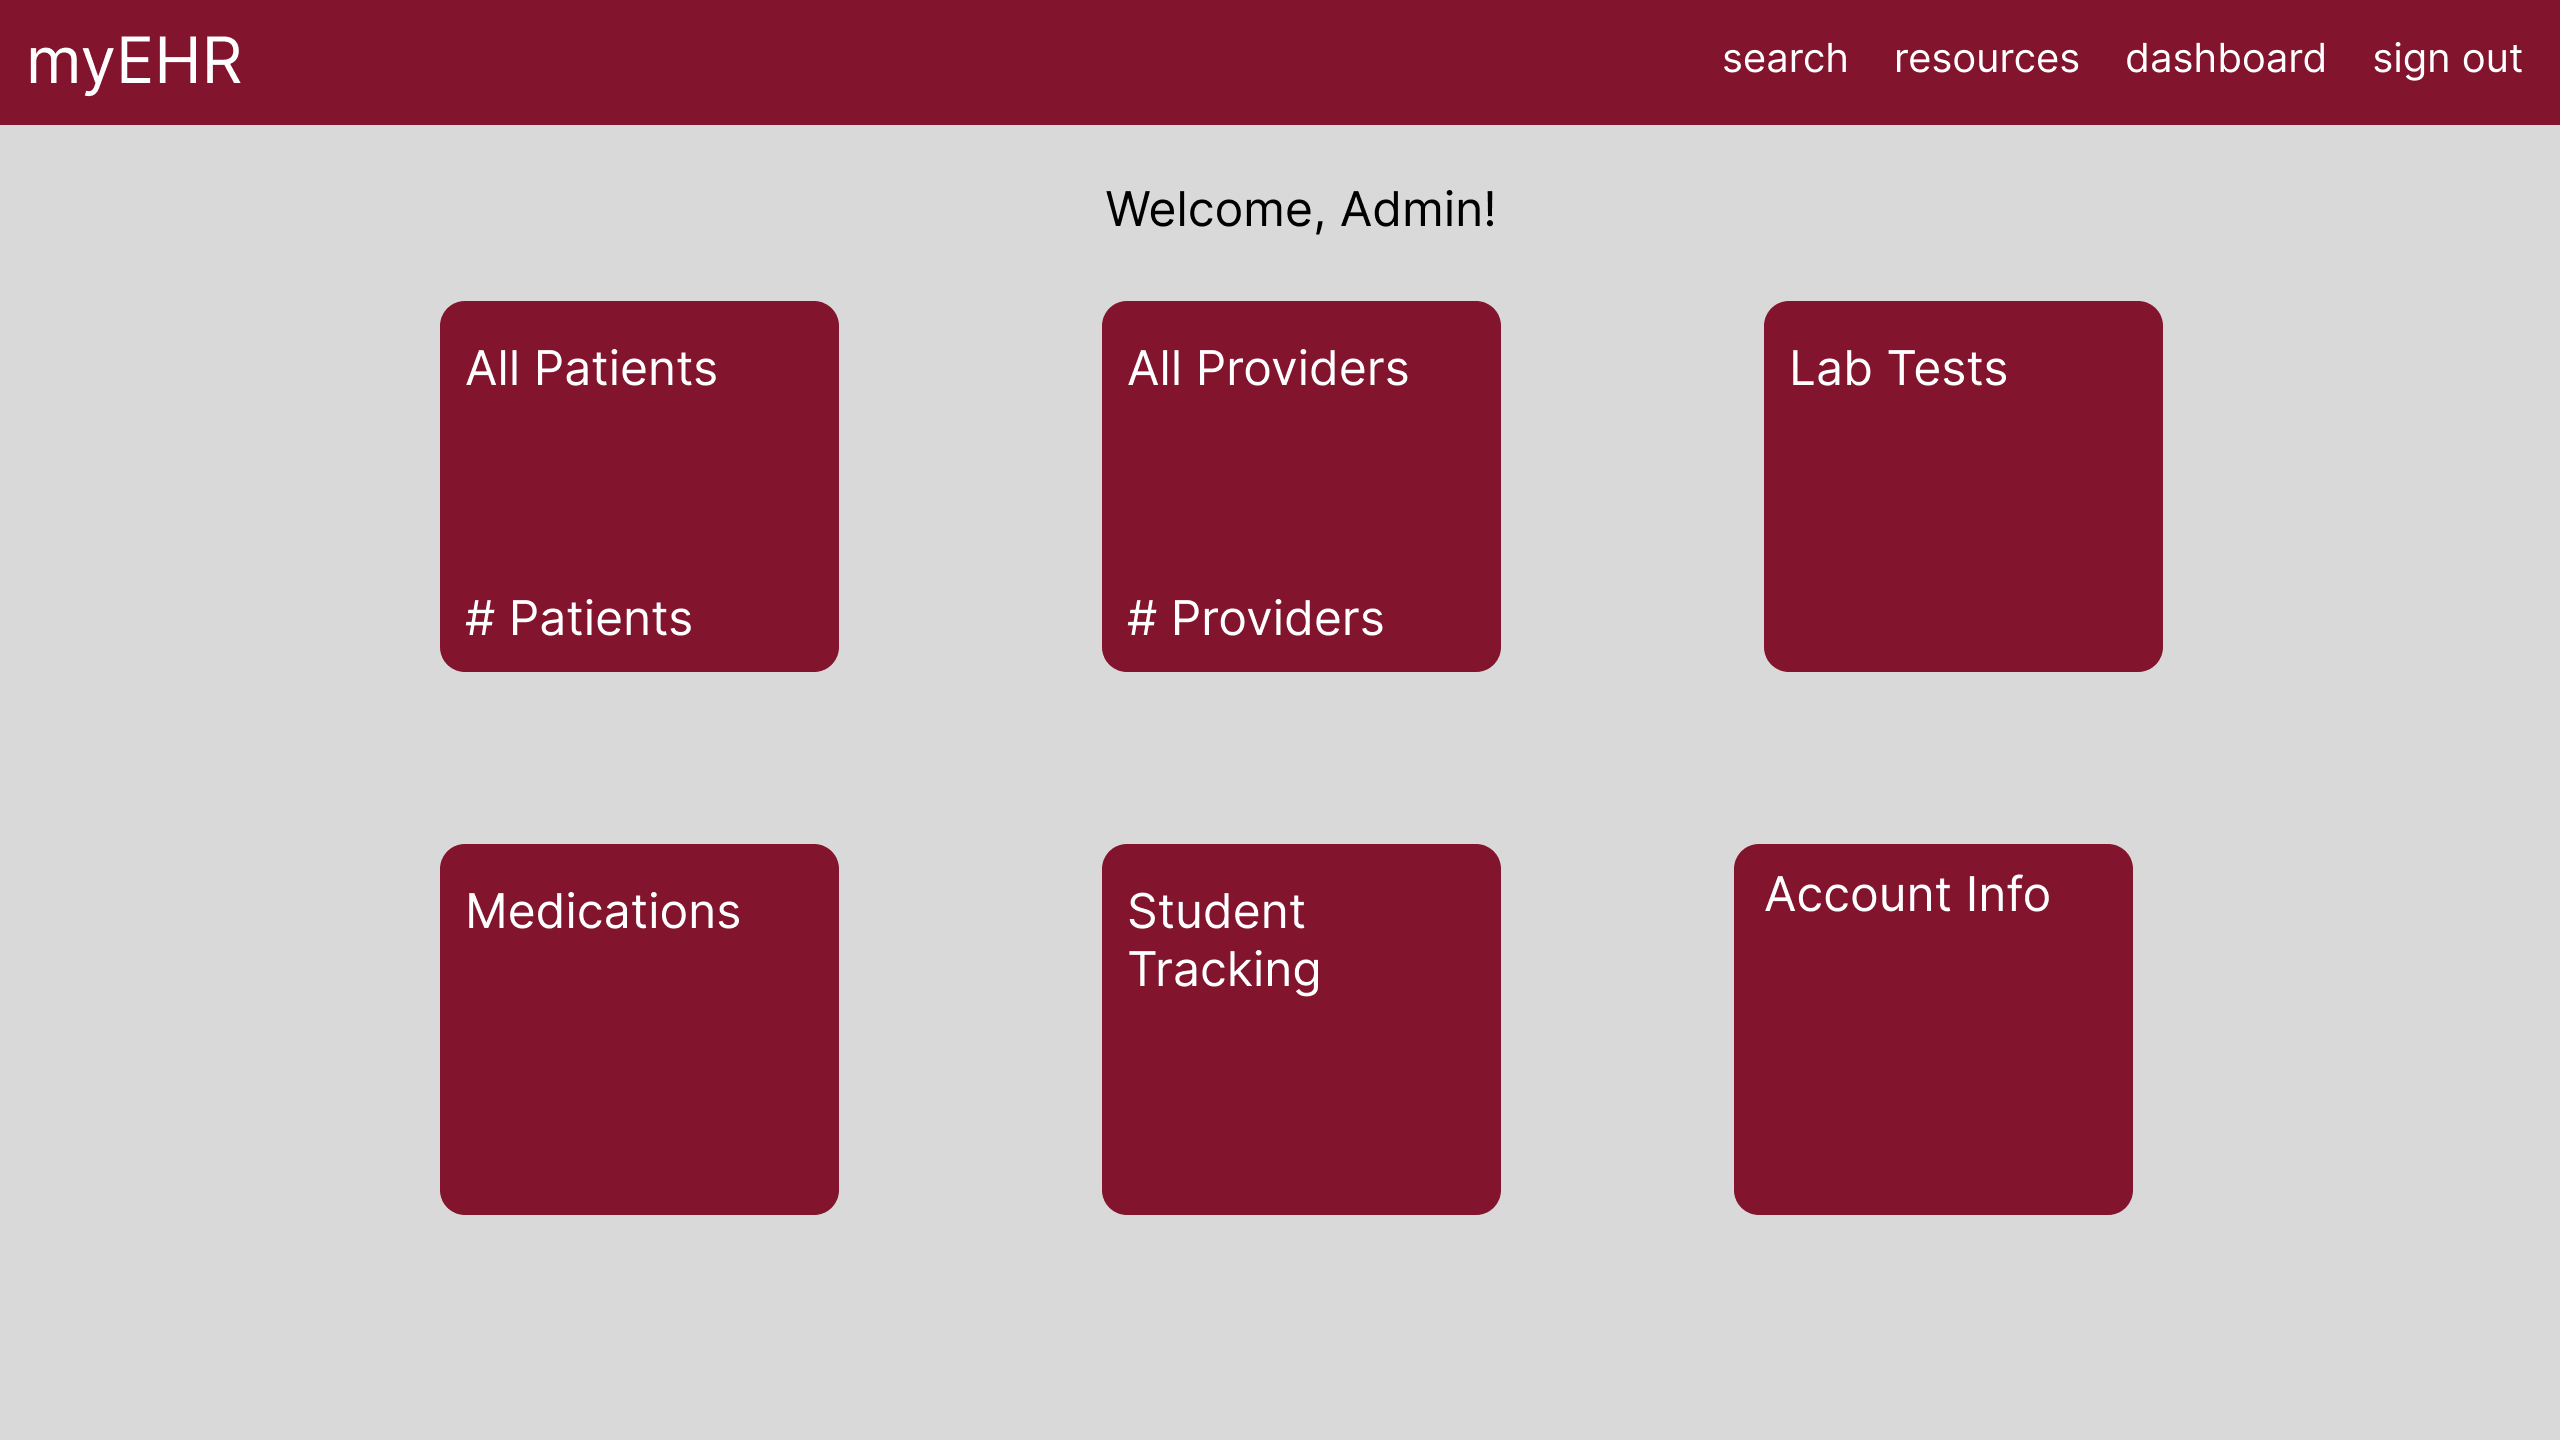 myEHR
search resources dashboard sign out
Welcome, Admin!
All Patients
# Patients
All Providers
# Providers
Lab Tests
Medications
Student
Tracking
Account Info